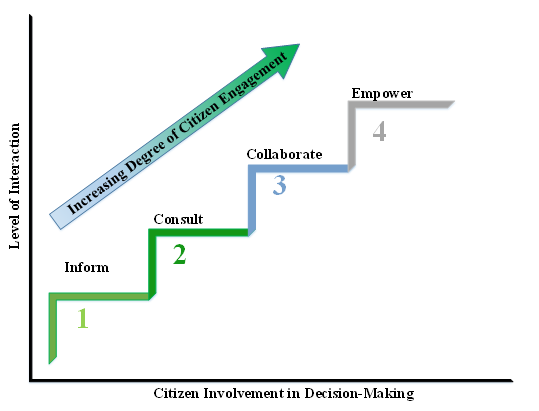 Empower
4
Increasing Degree of Citizen Engagement
Collaborate
3
Consult
2
Inform
1
Level of Interaction
Citizen Involvement in Decision-Making